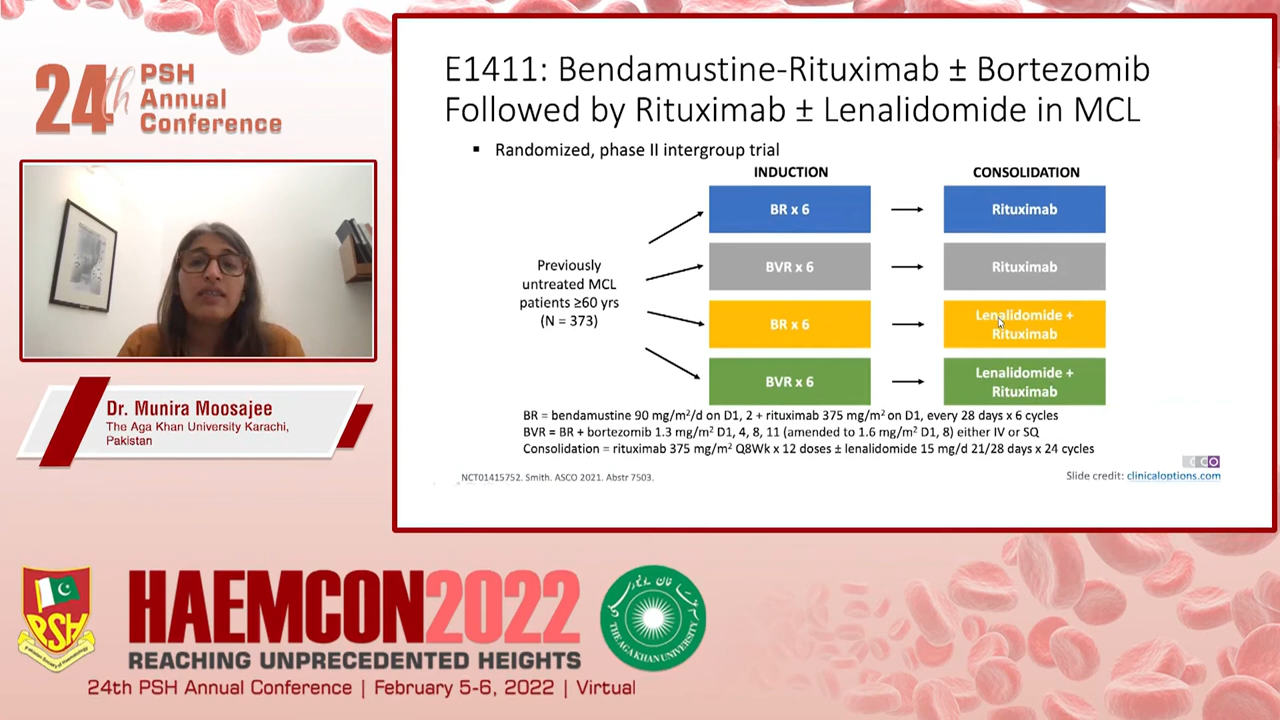 24th PSH
Annual
Conference
Dr. Munira Moosajee
The Aga Khan University Karachi,
Pakistan
E1411: Bendamustine-Rituximab ± Bortezomib
Followed by Rituximab ± Lenalidomide in MCL
▪ Randomized, phase II intergroup trial
INDUCTION
CONSOLIDATION
Previously
untreated MCL
patients ≥60 yrs
(N = 373)
BR x 6
Rituximab
BVR x 6
Rituximab
BR x 6
Lenalidomide +
Rituximab
BVR x 6
Lenalidomide +
Rituximab
BR = bendamustine 90 mg/m²/d on D1, 2 + rituximab 375 mg/m² on D1, every 28 days x 6 cycles
BVR = BR + bortezomib 1.3 mg/m² D1, 4, 8, 11 (amended to 1.6 mg/m² D1, 8) either IV or SQ
Consolidation = rituximab 375 mg/m² Q8Wk x 12 doses ± lenalidomide 15 mg/d 21/28 days x 24 cycles
NCT01415752. Smith. ASCO 2021. Abstr 7503.
CCO
Slide credit: clinicaloptions.com
PSH
HAEMCON2022
REACHING UNPRECEDENTED HEIGHTS
THE AGA KHAN UNIVERSITY
24th PSH Annual Conference | February 5-6, 2022 | Virtual